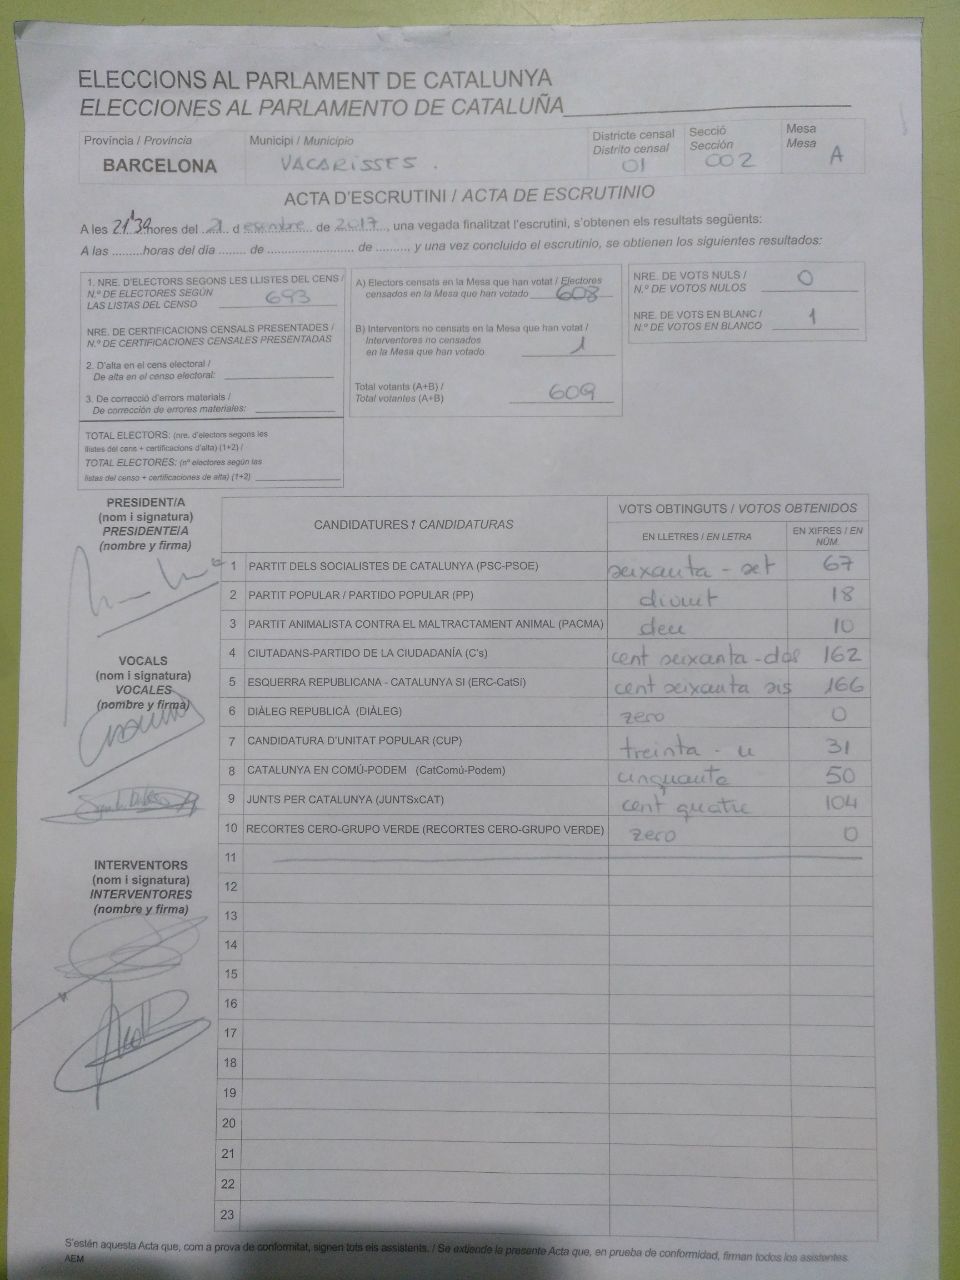 ELECCIONS AL PARLAMENT DE CATALUNYA
ELECCIONES AL PARLAMENTO DE CATALUÑA
Província / Provincia
BARCELONA
Municipi / Municipio
VACARISSES.
Districte censal
Distrito censal
01
Secció
Sección
002
Mesa
Mesa
A
ACTA D'ESCRUTINI / ACTA DE ESCRUTINIO
A les 21'39 hores del 21 d de 2017, una vegada finalitzat l'escrutini, s'obtenen els resultats següents:
A las .........horas del día ....... de ....................... de ......... y una vez concluido el escrutinio, se obtienen los siguientes resultados:
1. NRE. D'ELECTORS SEGONS LES LLISTES DEL CENS /
N.º DE ELECTORES SEGÚN
LAS LISTAS DEL CENSO 693
NRE. DE CERTIFICACIONS CENSALS PRESENTADES /
N.º DE CERTIFICACIONES CENSALES PRESENTADAS
2. D'alta en el cens electoral /
De alta en el censo electoral:
3. De correcció d'errors materials /
De corrección de errores materiales:
TOTAL ELECTORS: (nre. d'electors segons les
llistes del cens + certificacions d'alta) (1+2) /
TOTAL ELECTORES: (nº electores según las
listas del censo + certificaciones de alta) (1+2)
A) Electors censats en la Mesa que han votat / Electores
censados en la Mesa que han votado 608
B) Interventors no censats en la Mesa que han votat /
Interventores no censados
en la Mesa que han votado 1
Total votants (A+B) /
Total votantes (A+B) 609
NRE. DE VOTS NULS /
N.º DE VOTOS NULOS 0
NRE. DE VOTS EN BLANC /
N.º DE VOTOS EN BLANCO 1
PRESIDENT/A
(nom i signatura)
PRESIDENTE/A
(nombre y firma)
VOCALS
(nom i signatura)
VOCALES
(nombre y firma)
INTERVENTORS
(nom i signatura)
INTERVENTORES
(nombre y firma)
CANDIDATURES / CANDIDATURAS
VOTS OBTINGUTS / VOTOS OBTENIDOS
EN LLETRES / EN LETRA
EN XIFRES / EN NÚM.
1 PARTIT DELS SOCIALISTES DE CATALUNYA (PSC-PSOE) seixanta - set 67
2 PARTIT POPULAR / PARTIDO POPULAR (PP) divuit 18
3 PARTIT ANIMALISTA CONTRA EL MALTRACTAMENT ANIMAL (PACMA) deu 10
4 CIUTADANS-PARTIDO DE LA CIUDADANÍA (C's) cent seixanta - dos 162
5 ESQUERRA REPUBLICANA - CATALUNYA SI (ERC-CatSI) cent seixanta sis 166
6 DIÀLEG REPUBLICÀ (DIÀLEG) zero 0
7 CANDIDATURA D'UNITAT POPULAR (CUP) treinta - u 31
8 CATALUNYA EN COMÚ-PODEM (CatComú-Podem) cinquanta 50
9 JUNTS PER CATALUNYA (JUNTSxCAT) cent quatre 104
10 RECORTES CERO-GRUPO VERDE (RECORTES CERO-GRUPO VERDE) zero 0
11
12
13
14
15
16
17
18
19
20
21
22
23
S'estén aquesta Acta que, com a prova de conformitat, signen tots els assistents. / Se extiende la presente Acta que, en prueba de conformidad, firman todos los asistentes.
AEM